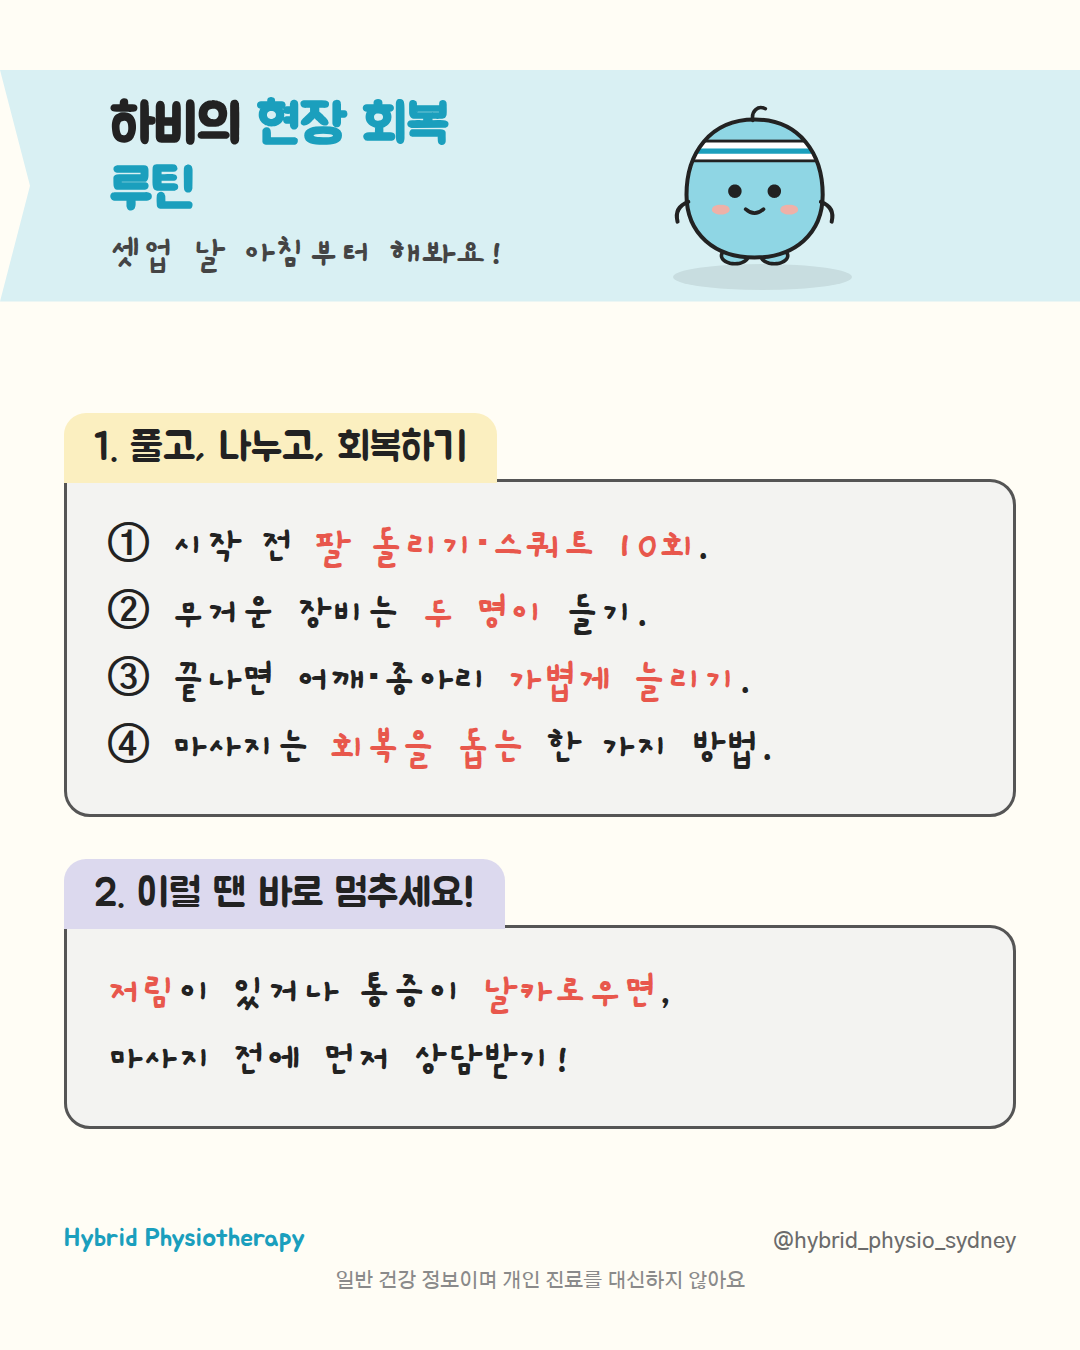 하비의 현장 회복
루틴
셋업 날 아침부터 해봐요!
1. 풀고, 나누고, 회복하기
① 시작 전 팔 돌리기·스쿼트 10회.
② 무거운 장비는 두 명이 들기.
③ 끝나면 어깨·종아리 가볍게 눌리기.
④ 마사지는 회복을 돕는 한 가지 방법.
2. 이럴 땐 바로 멈추세요!
저림이 있거나 통증이 날카로우면,
마사지 전에 먼저 상담받기!
Hybrid Physiotherapy
@hybrid_physio_sydney
일반 건강 정보이며 개인 진료를 대신하지 않아요